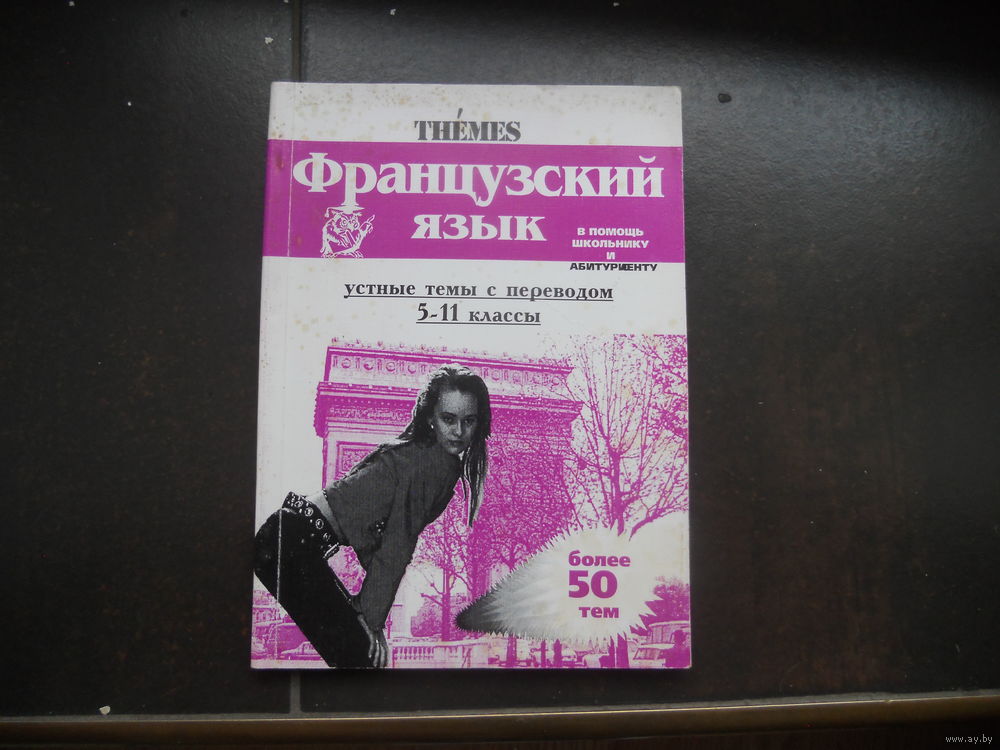 THÉMES
Французский
язык
В ПОМОЩЬ
ШКОЛЬНИКУ
И
АБИТУРИЕНТУ
устные темы с переводом
5-11 классы
более
50
тем
www.ay.by